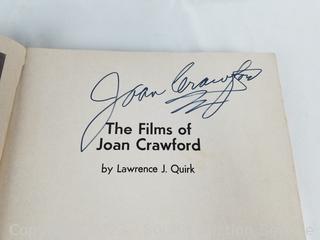 Joan Crawford
The Films of
Joan Crawford
by Lawrence J. Quirk